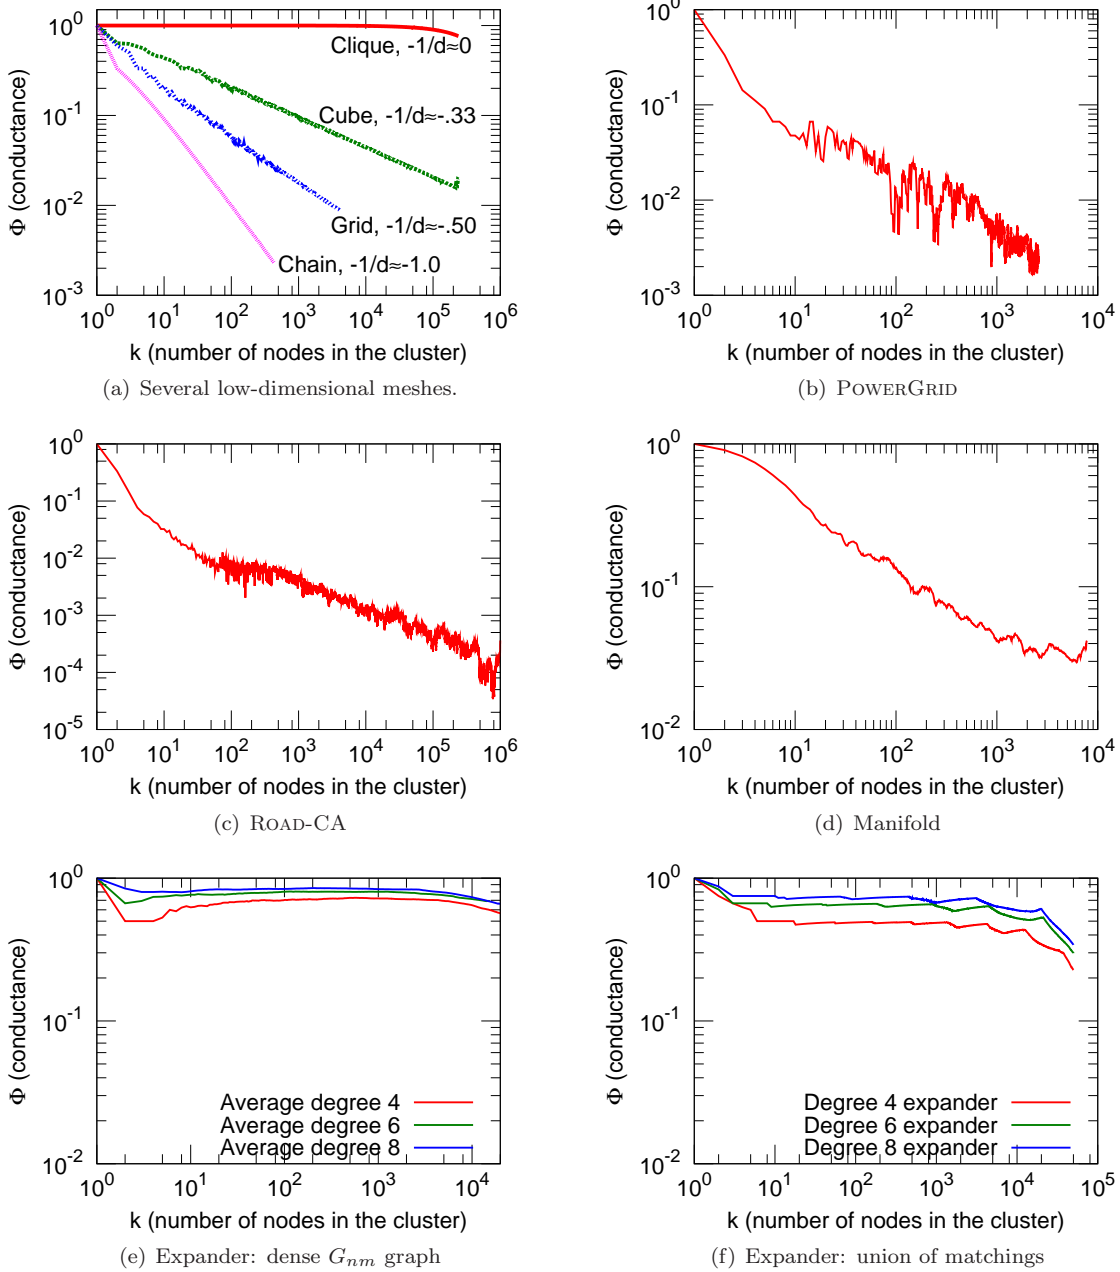 10^0
10^-1
10^-2
10^-3
Φ (conductance)
Clique, -1/d≈0
Cube, -1/d≈-.33
Grid, -1/d≈-.50
Chain, -1/d≈-1.0
10^0 10^1 10^2 10^3 10^4 10^5 10^6
k (number of nodes in the cluster)
(a) Several low-dimensional meshes.
10^0
10^-1
10^-2
10^-3
Φ (conductance)
10^0 10^1 10^2 10^3 10^4
k (number of nodes in the cluster)
(b) POWERGRID
10^0
10^-1
10^-2
10^-3
10^-4
10^-5
Φ (conductance)
10^0 10^1 10^2 10^3 10^4 10^5 10^6
k (number of nodes in the cluster)
(c) ROAD-CA
10^0
10^-1
10^-2
Φ (conductance)
10^0 10^1 10^2 10^3 10^4
k (number of nodes in the cluster)
(d) Manifold
10^0
10^-1
10^-2
Φ (conductance)
Average degree 4
Average degree 6
Average degree 8
10^0 10^1 10^2 10^3 10^4
k (number of nodes in the cluster)
(e) Expander: dense G_nm graph
10^0
10^-1
10^-2
Φ (conductance)
Degree 4 expander
Degree 6 expander
Degree 8 expander
10^0 10^1 10^2 10^3 10^4 10^5
k (number of nodes in the cluster)
(f) Expander: union of matchings